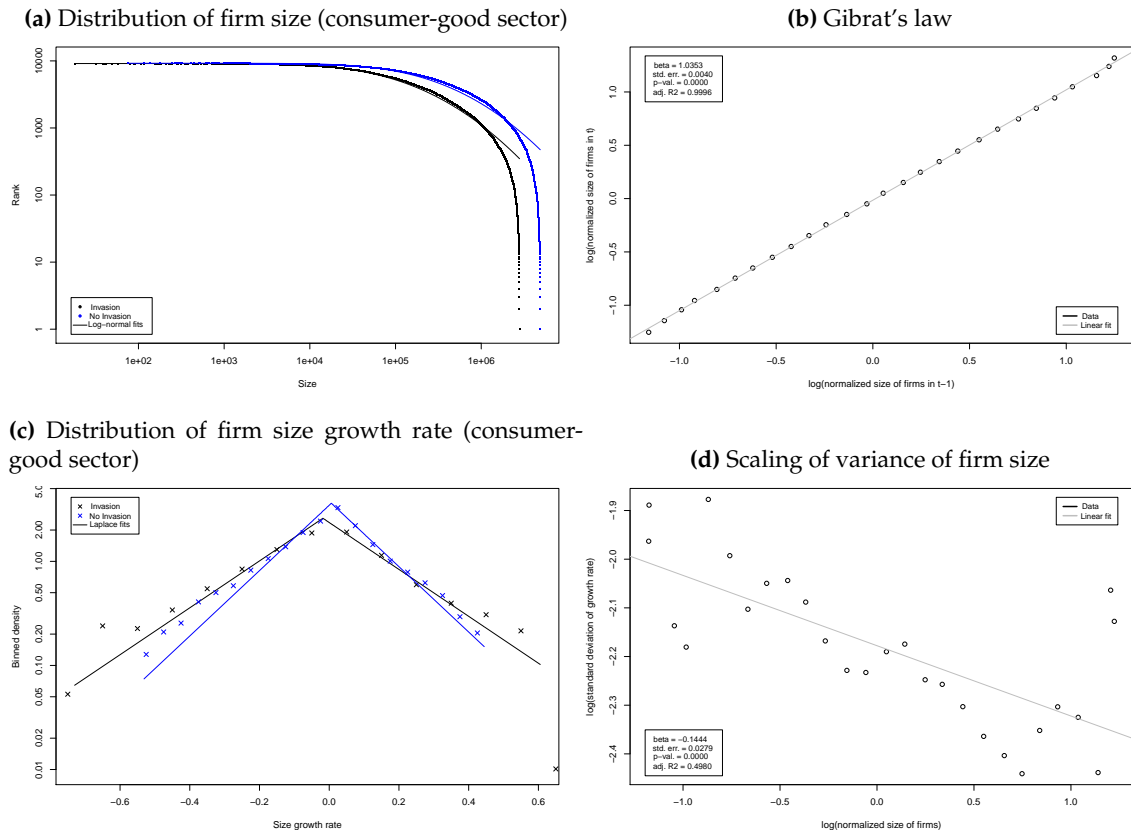 (a) Distribution of firm size (consumer-good sector)
10000
1000
100
10
1
Rank
Invasion
No Invasion
Log−normal fits
1e+02 1e+03 1e+04 1e+05 1e+06
Size
(b) Gibrat's law
beta = 1.0353
std. err. = 0.0040
p−val. = 0.0000
adj. R2 = 0.9996
1.0
0.5
0.0
−0.5
−1.0
log(normalized size of firms in t)
Data
Linear fit
−1.0 −0.5 0.0 0.5 1.0
log(normalized size of firms in t−1)
(c) Distribution of firm size growth rate (consumer-
good sector)
Invasion
No Invasion
Laplace fits
5.0
2.00
1.00
0.50
0.20
0.10
0.05
0.02
0.01
Binned density
−0.6 −0.4 −0.2 0.0 0.2 0.4 0.6
Size growth rate
(d) Scaling of variance of firm size
Data
Linear fit
−1.9
−2.0
−2.1
−2.2
−2.3
−2.4
log(standard deviation of growth rate)
beta = −0.1444
std. err. = 0.0279
p−val. = 0.0000
adj. R2 = 0.4980
−1.0 −0.5 0.0 0.5 1.0
log(normalized size of firms)